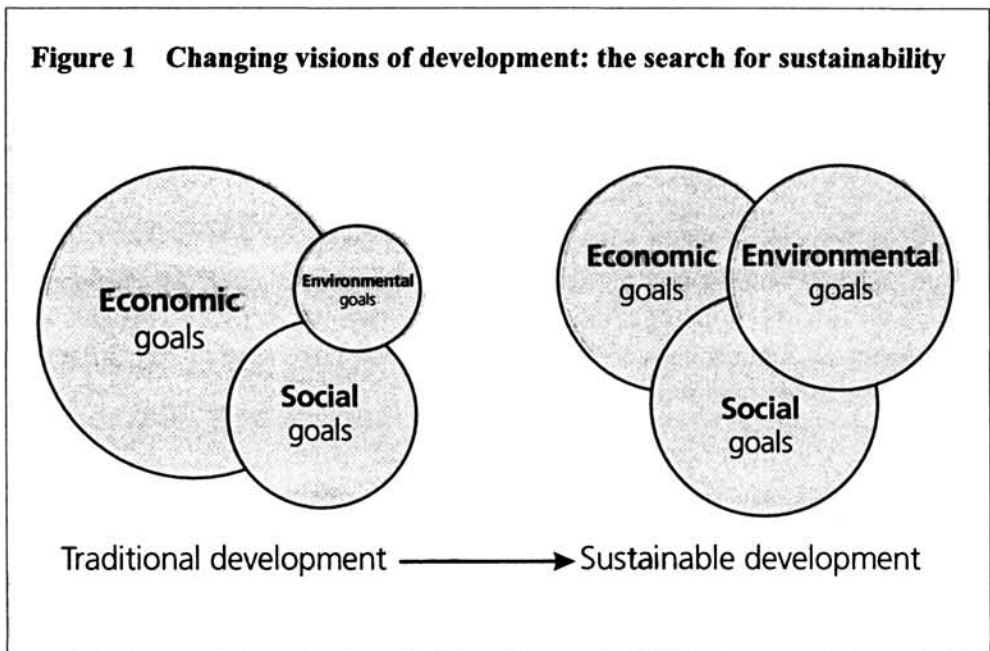 Figure 1 Changing visions of development: the search for sustainability
Economic
goals
Environmental
goals
Social
goals
Economic
goals
Environmental
goals
Social
goals
Traditional development
Sustainable development